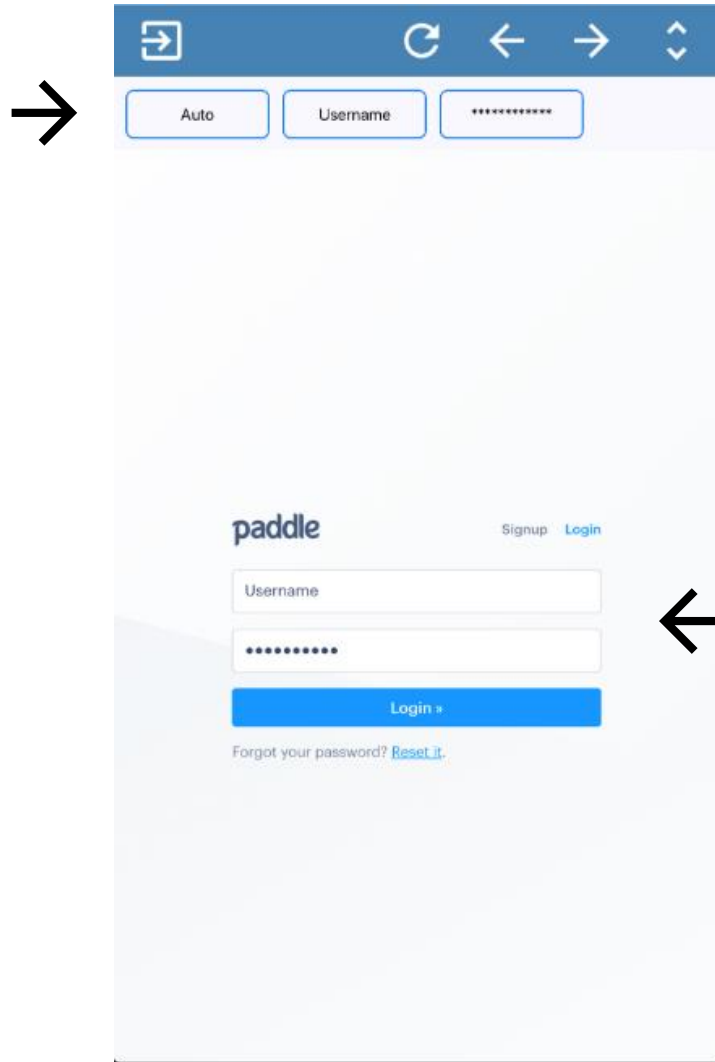 Auto Username ************
paddle Signup Login
Username
••••••••••
Login »
Forgot your password? Reset it.